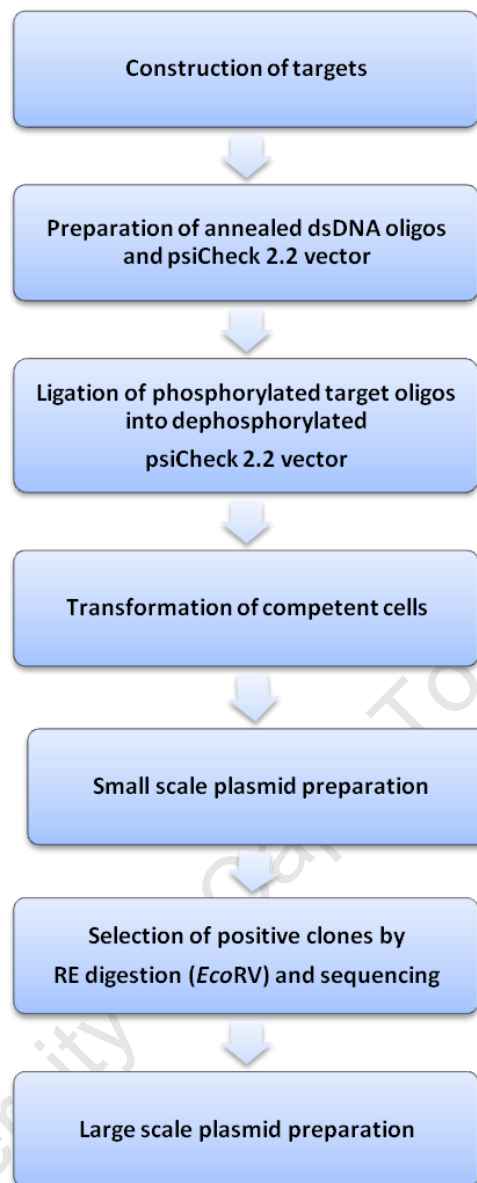 Construction of targets
Preparation of annealed dsDNA oligos
and psiCheck 2.2 vector
Ligation of phosphorylated target oligos
into dephosphorylated
psiCheck 2.2 vector
Transformation of competent cells
Small scale plasmid preparation
Selection of positive clones by
RE digestion (EcoRV) and sequencing
Large scale plasmid preparation